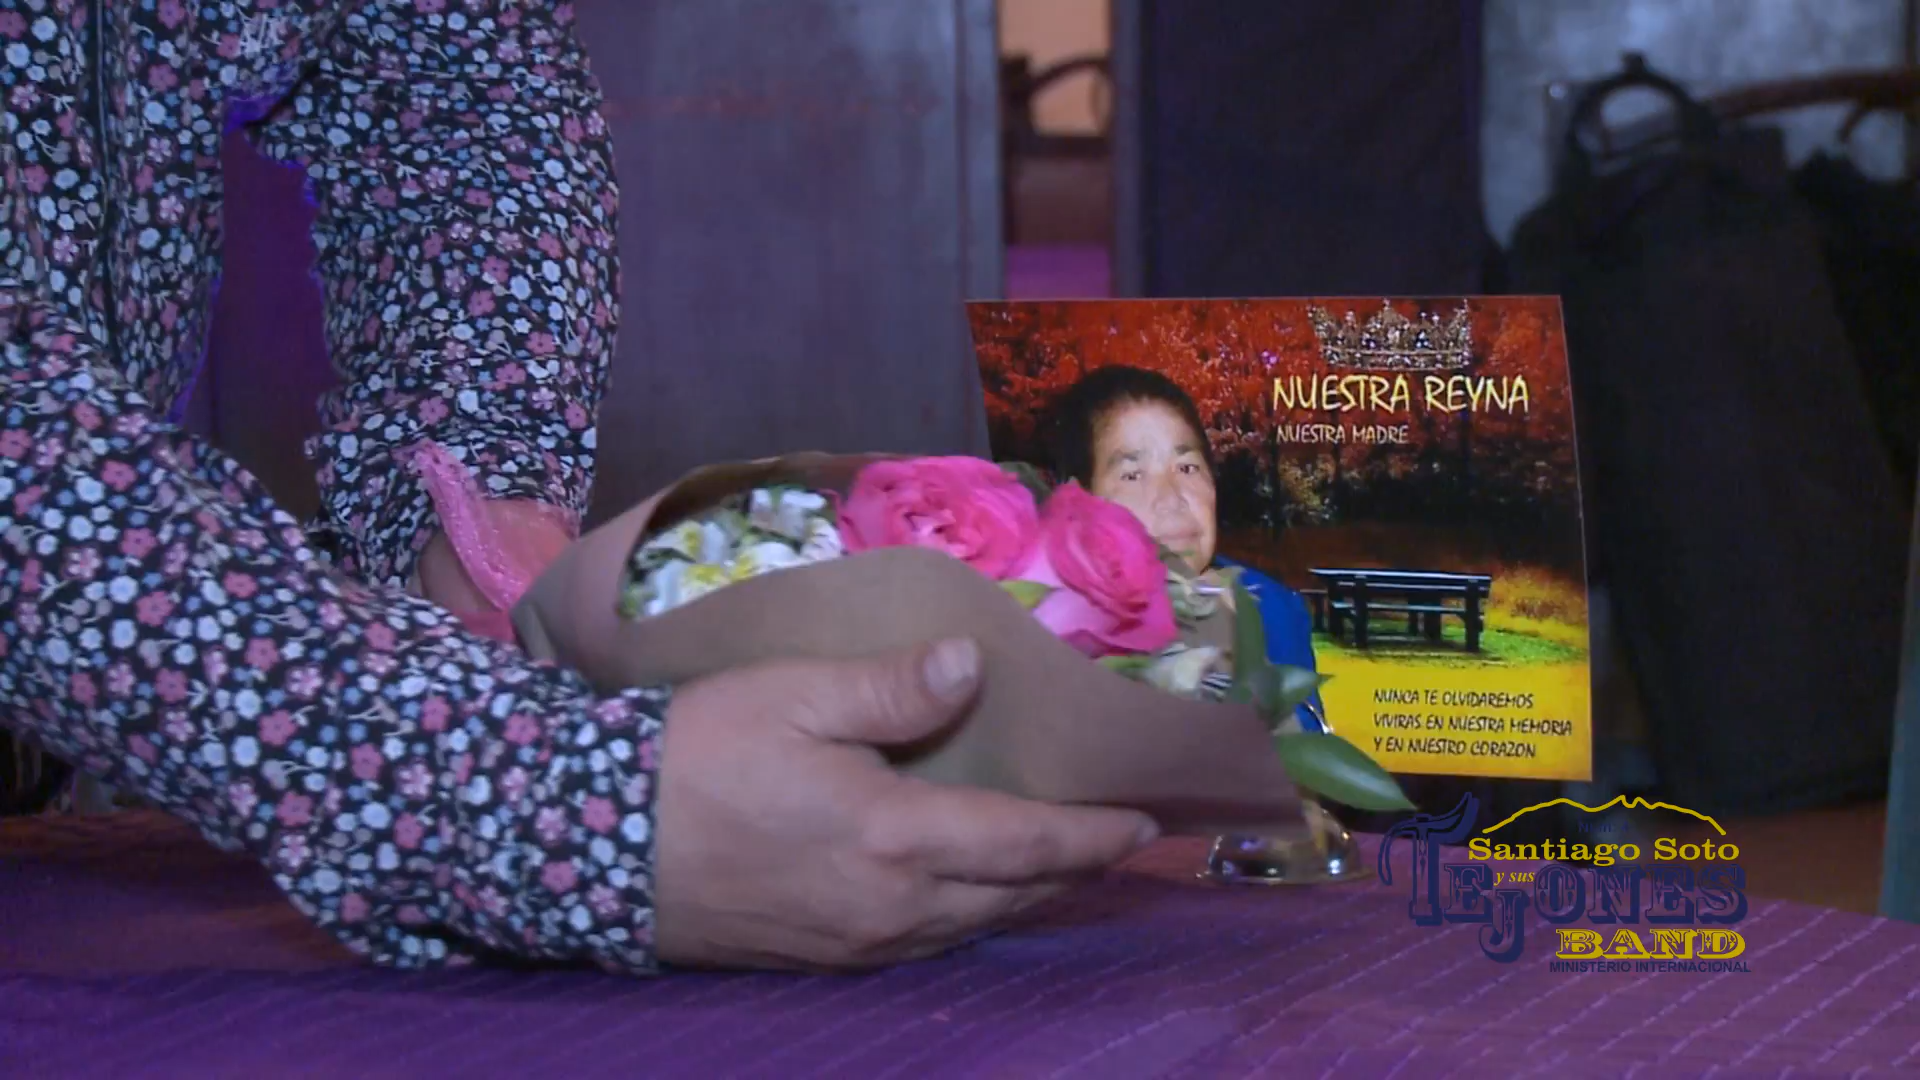 NUESTRA REYNA
NUESTRA MADRE
NUNCA TE OLVIDAREMOS
VIVIRAS EN NUESTRA MEMORIA
Y EN NUESTRO CORAZON
Santiago Soto
y sus
TEJONES
BAND
MINISTERIO INTERNACIONAL